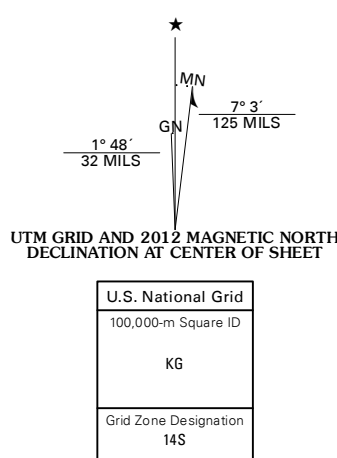 ★
MN
GN
7° 3´
125 MILS
1° 48´
32 MILS
UTM GRID AND 2012 MAGNETIC NORTH
DECLINATION AT CENTER OF SHEET
U.S. National Grid
100,000-m Square ID
KG
Grid Zone Designation
14S